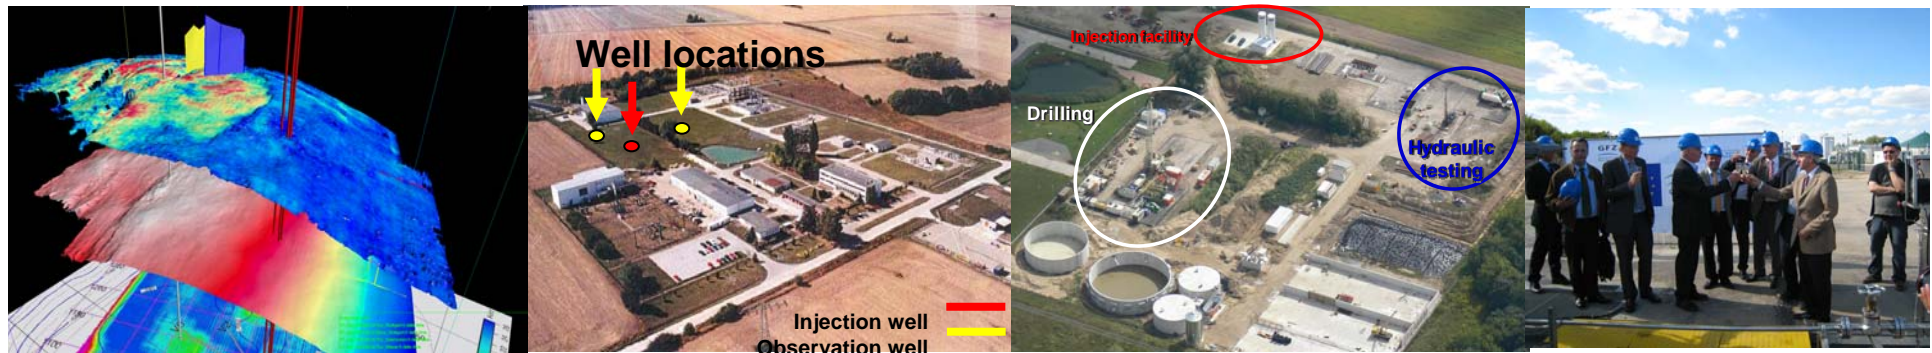 Well locations
Injection well
Observation well
Injection facility
Drilling
Hydraulic
testing
GFZ